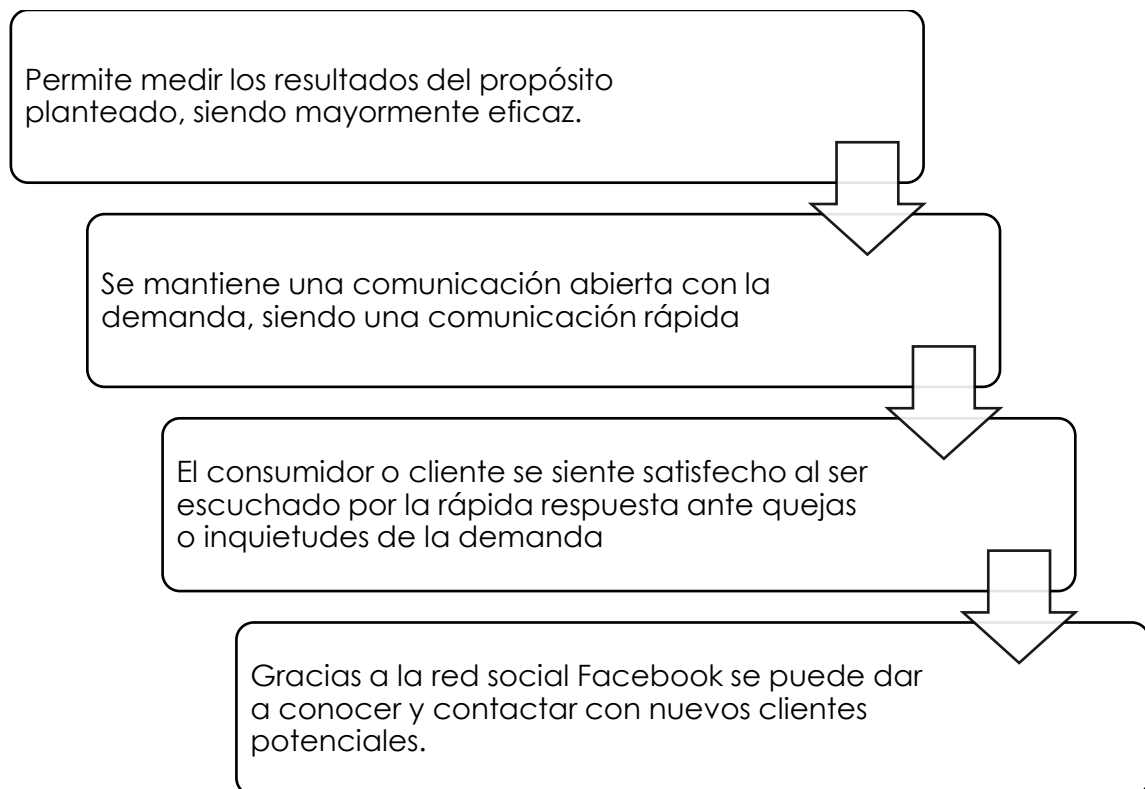 Permite medir los resultados del propósito
planteado, siendo mayormente eficaz.
Se mantiene una comunicación abierta con la
demanda, siendo una comunicación rápida
El consumidor o cliente se siente satisfecho al ser
escuchado por la rápida respuesta ante quejas
o inquietudes de la demanda
Gracias a la red social Facebook se puede dar
a conocer y contactar con nuevos clientes
potenciales.